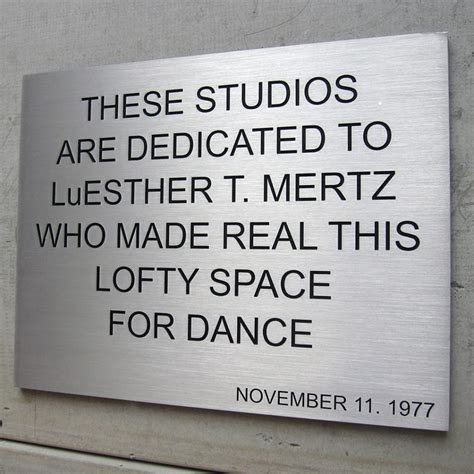 THESE STUDIOS
ARE DEDICATED TO
LuESTHER T. MERTZ
WHO MADE REAL THIS
LOFTY SPACE
FOR DANCE
NOVEMBER 11. 1977